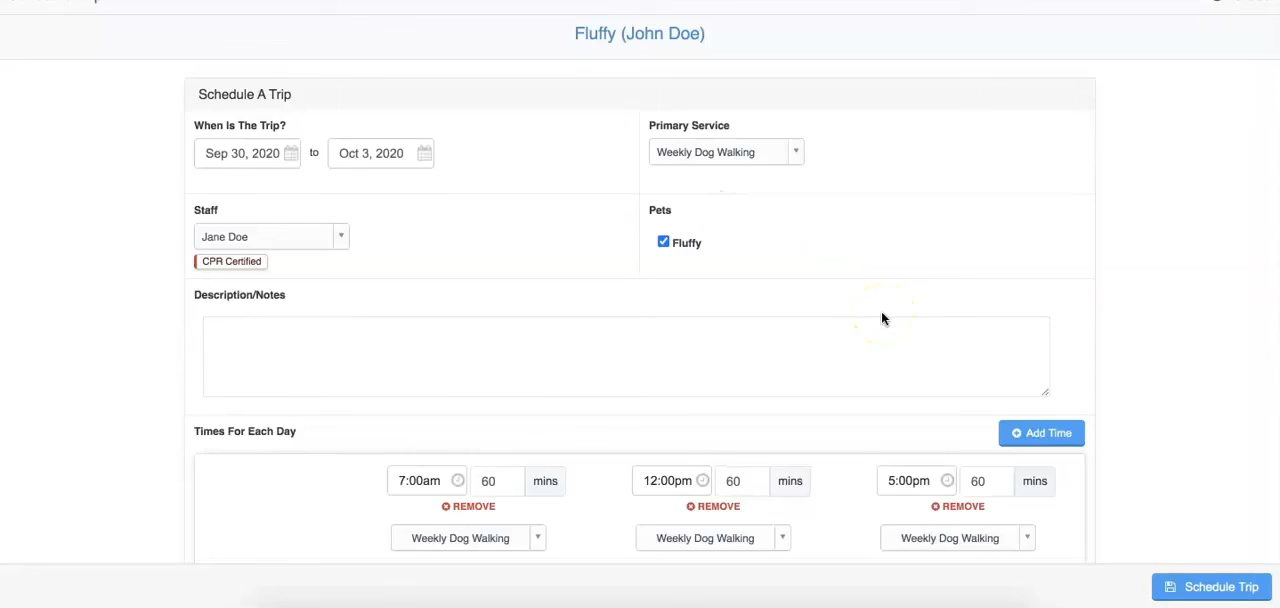 Fluffy (John Doe)
Schedule A Trip
When Is The Trip?
Primary Service
Sep 30, 2020 to Oct 3, 2020
Weekly Dog Walking
Staff
Pets
Jane Doe
Fluffy
CPR Certified
Description/Notes
Times For Each Day
Add Time
7:00am 60 mins 12:00pm 60 mins 5:00pm 60 mins
REMOVE REMOVE REMOVE
Weekly Dog Walking Weekly Dog Walking Weekly Dog Walking
Schedule Trip